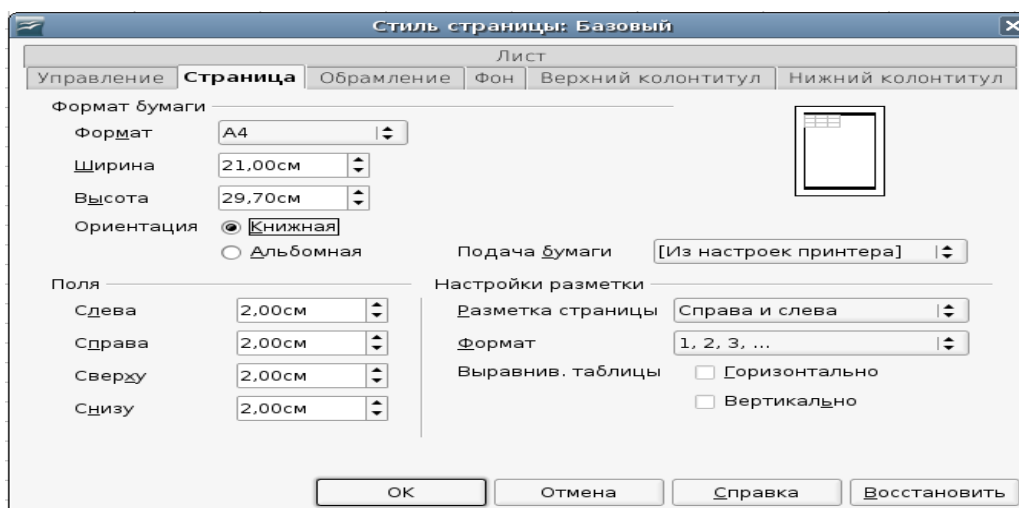 Стиль страницы: Базовый
Лист
Управление Страница Обрамление Фон Верхний колонтитул Нижний колонтитул
Формат бумаги
Формат A4
Ширина 21,00см
Высота 29,70см
Ориентация Книжная
Альбомная Подача бумаги [Из настроек принтера]
Поля Настройки разметки
Слева 2,00см Разметка страницы Справа и слева
Справа 2,00см Формат 1, 2, 3, ...
Сверху 2,00см Выравнив. таблицы Горизонтально
Вертикально
Снизу 2,00см
ОК Отмена Справка Восстановить